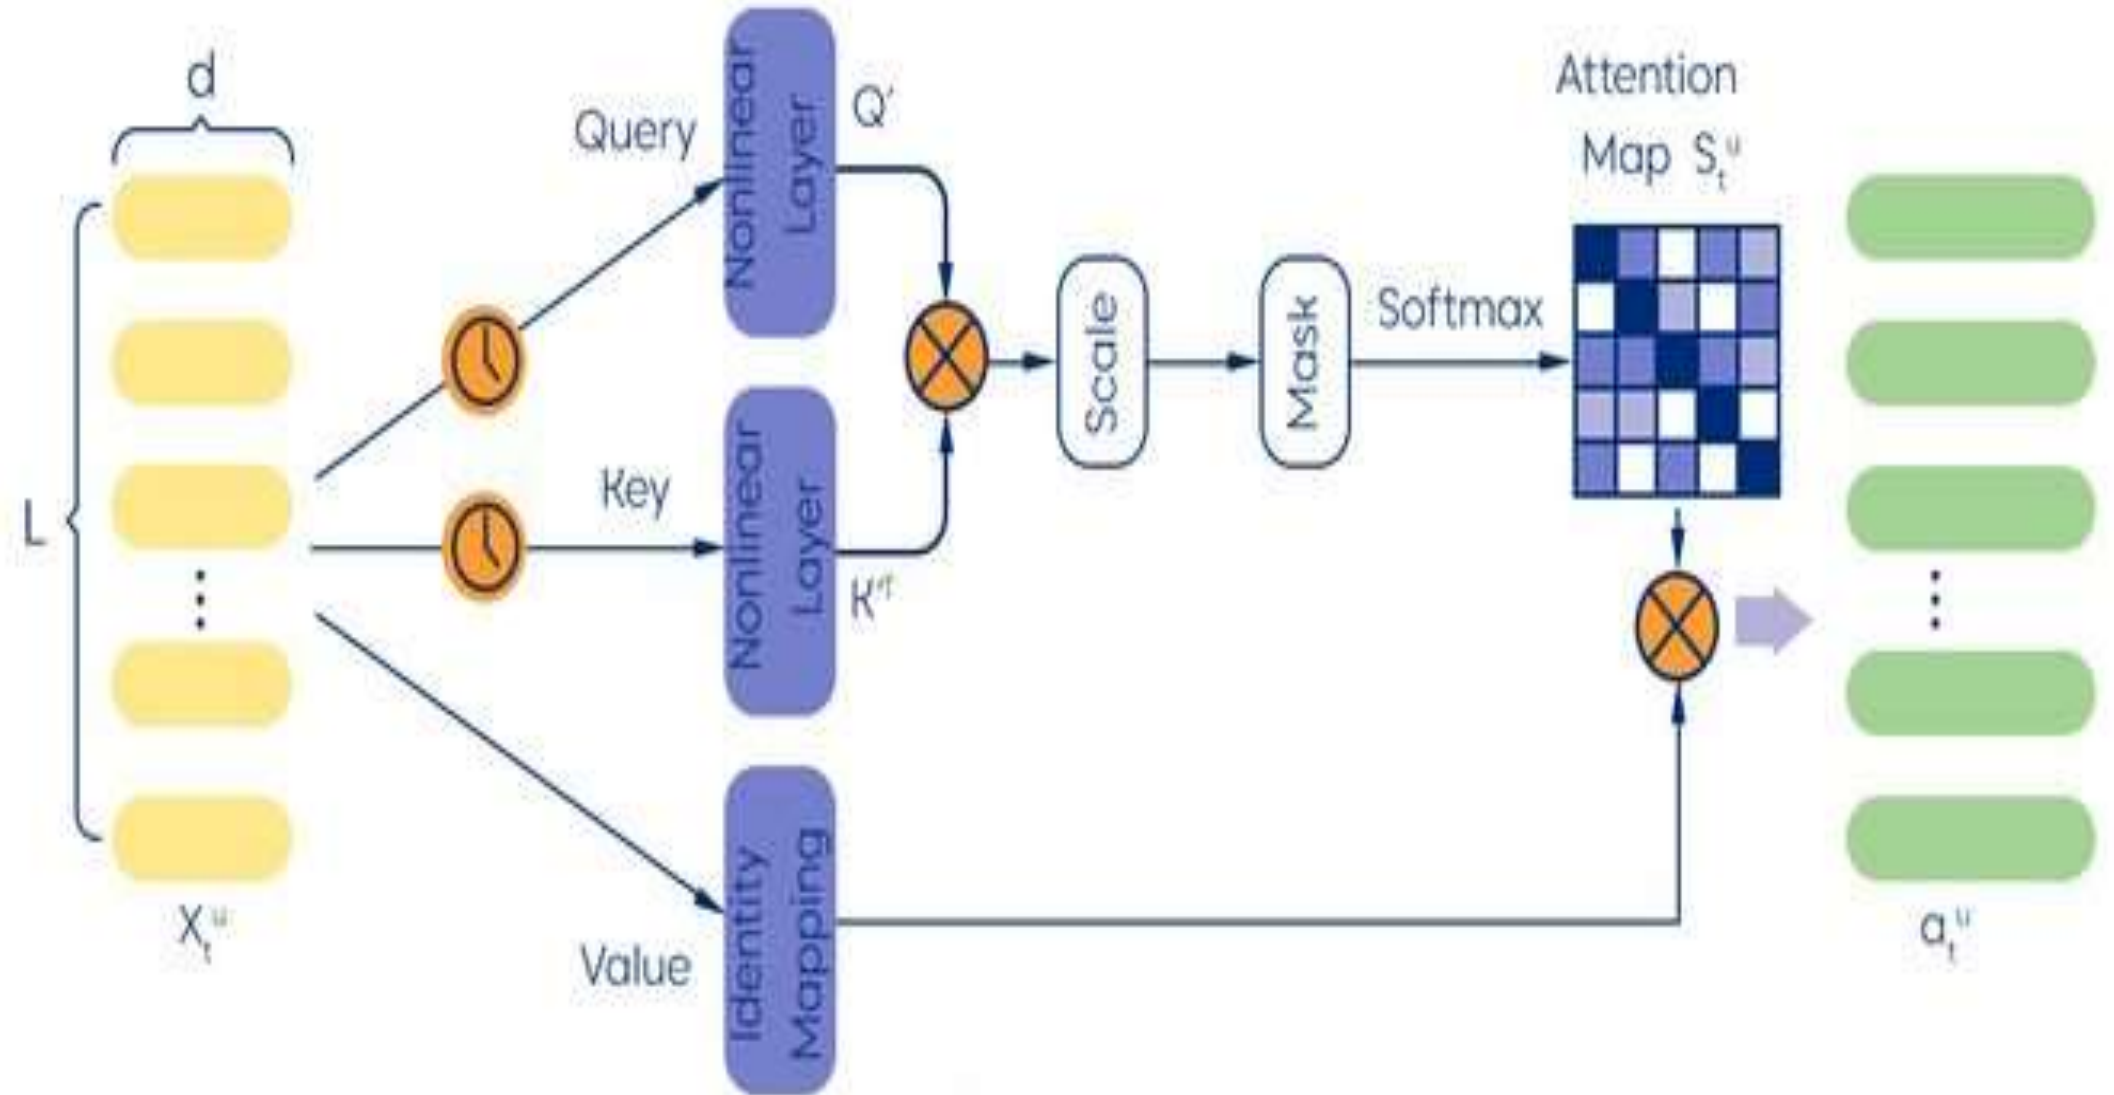 d
L
X_t^u
Query
Key
Value
Nonlinear
Layer
Nonlinear
Layer
Identity
Mapping
Q'
K'^T
Scale
Mask
Softmax
Attention
Map S_t^u
a_t^u